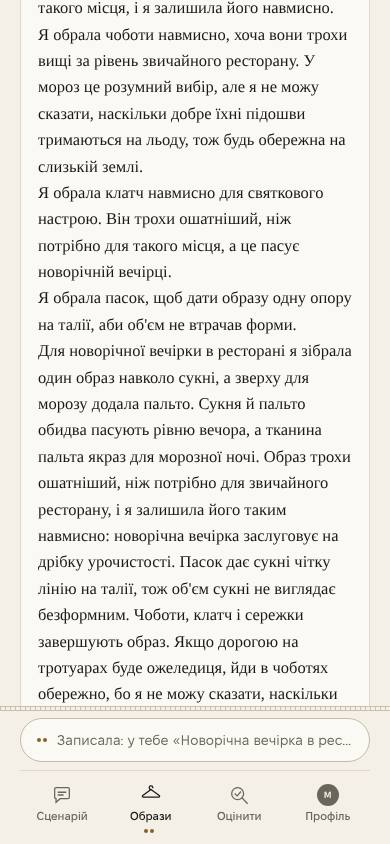 такого місця, і я залишила його навмисно.
Я обрала чоботи навмисно, хоча вони трохи
вищі за рівень звичайного ресторану. У
мороз це розумний вибір, але я не можу
сказати, наскільки добре їхні підошви
тримаються на льоду, тож будь обережна на
слизькій землі.
Я обрала клатч навмисно для святкового
настрою. Він трохи ошатніший, ніж
потрібно для такого місця, а це пасує
новорічній вечірці.
Я обрала пасок, щоб дати образу одну опору
на талії, аби об'єм не втрачав форми.
Для новорічної вечірки в ресторані я зібрала
один образ навколо сукні, а зверху для
морозу додала пальто. Сукня й пальто
обидва пасують рівню вечора, а тканина
пальта якраз для морозної ночі. Образ трохи
ошатніший, ніж потрібно для звичайного
ресторану, і я залишила його таким
навмисно: новорічна вечірка заслуговує на
дрібку урочистості. Пасок дає сукні чітку
лінію на талії, тож об'єм сукні не виглядає
безформним. Чоботи, клатч і сережки
завершують образ. Якщо дорогою на
тротуарах буде ожеледиця, йди в чоботях
обережно, бо я не можу сказати, наскільки
Записала: у тебе «Новорічна вечірка в рес...
Сценарій
Образи
Оцінити
М
Профіль